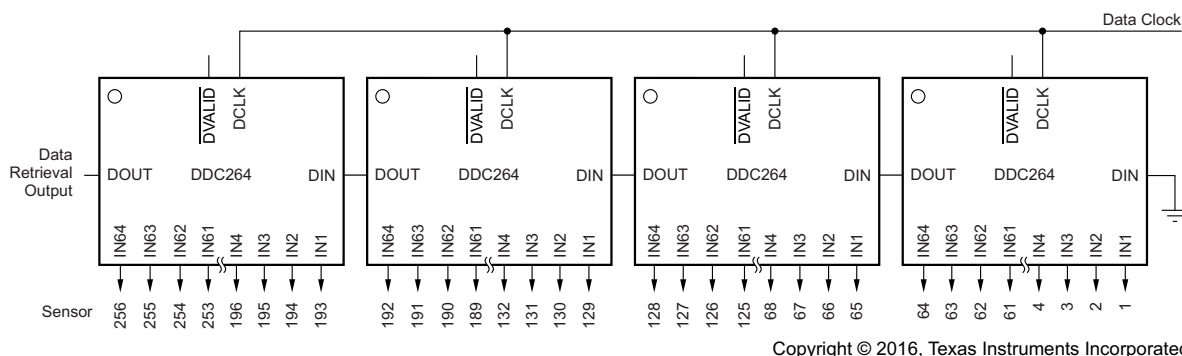 Data Clock
DVALID DCLK DVALID DCLK DVALID DCLK DVALID DCLK
Data
Retrieval
Output
DOUT DDC264 DIN DOUT DDC264 DIN DOUT DDC264 DIN DOUT DDC264 DIN
IN64 IN63 IN62 IN61 IN4 IN3 IN2 IN1 IN64 IN63 IN62 IN61 IN4 IN3 IN2 IN1 IN64 IN63 IN62 IN61 IN4 IN3 IN2 IN1 IN64 IN63 IN62 IN61 IN4 IN3 IN2 IN1
Sensor 256 255 254 253 196 195 194 193 192 191 190 189 132 131 130 129 128 127 126 125 68 67 66 65 64 63 62 61 4 3 2 1
Copyright © 2016, Texas Instruments Incorporated